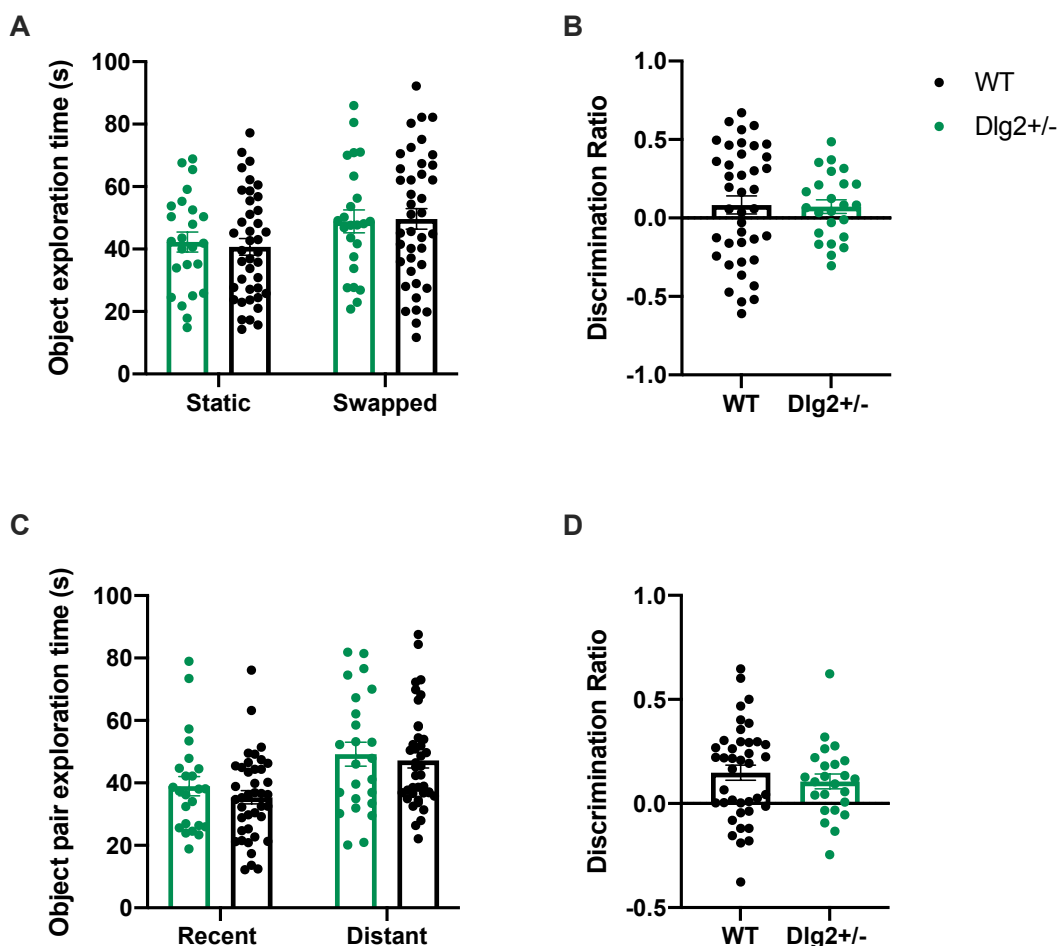 A
Object exploration time (s)
100
80
60
40
20
0
Static Swapped
B
Discrimination Ratio
1.0
0.5
0.0
-0.5
-1.0
WT Dlg2+/-
WT
Dlg2+/-
C
Object pair exploration time (s)
100
80
60
40
20
0
Recent Distant
D
Discrimination Ratio
1.0
0.5
0.0
-0.5
WT Dlg2+/-